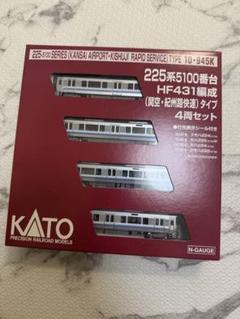 225-5100 SERIES (KANSAI AIRPORT・KISHUJI RAPID SERVICE) TYPE 10-945K
225系5100番台
HF431編成
(関空・紀州路快速)タイプ
4両セット
KATO
PRECISION RAILROAD MODELS
N-GAUGE